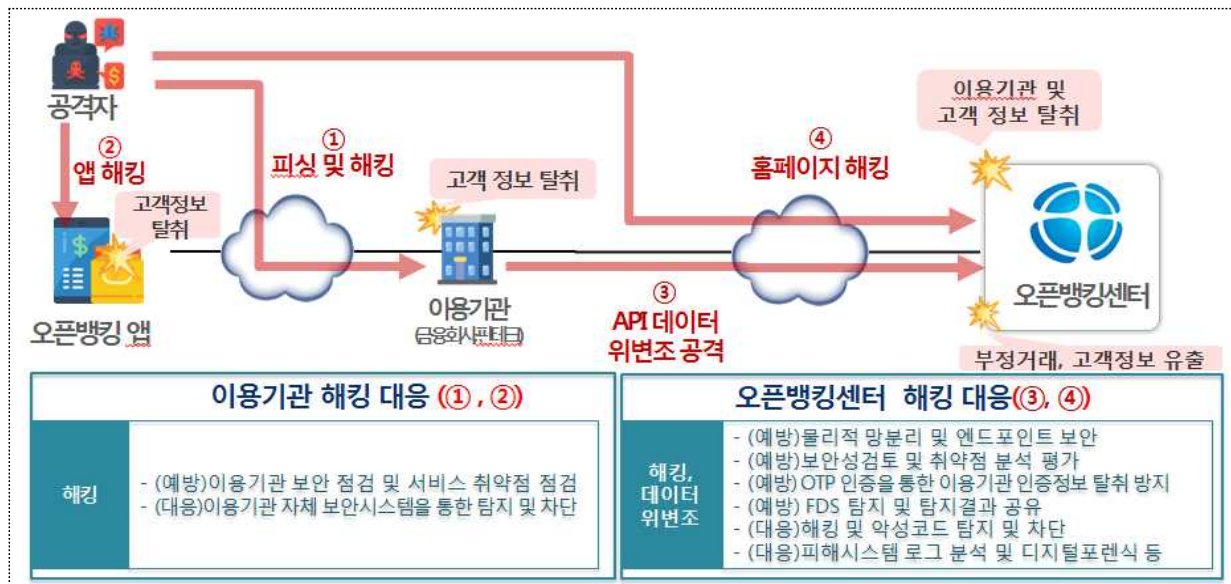 공격자
②
앱 해킹
고객정보
탈취
오픈뱅킹 앱
①
피싱 및 해킹
고객 정보 탈취
이용기관
(금융회사,핀테크)
③
API 데이터
위변조 공격
④
홈페이지 해킹
이용기관 및
고객 정보 탈취
오픈뱅킹센터
부정거래, 고객정보 유출
이용기관 해킹 대응 (① , ②)
해킹
- (예방)이용기관 보안 점검 및 서비스 취약점 점검
- (대응)이용기관 자체 보안시스템을 통한 탐지 및 차단
오픈뱅킹센터 해킹 대응(③, ④)
해킹,
데이터
위변조
- (예방)물리적 망분리 및 엔드포인트 보안
- (예방)보안성검토 및 취약점 분석 평가
- (예방) OTP 인증을 통한 이용기관 인증정보 탈취 방지
- (예방) FDS 탐지 및 탐지결과 공유
- (대응)해킹 및 악성코드 탐지 및 차단
- (대응)피해시스템 로그 분석 및 디지털포렌식 등